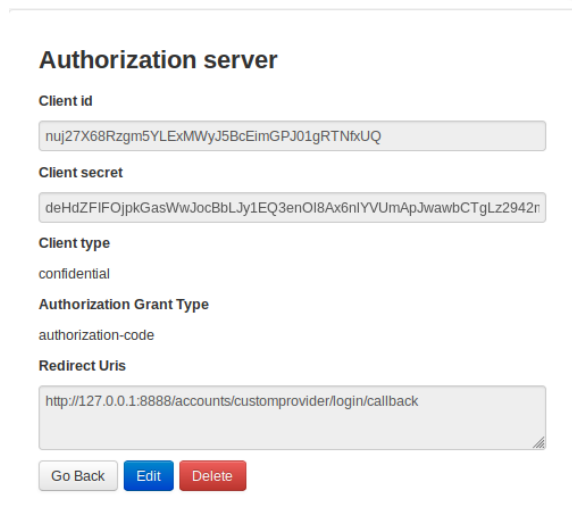 Authorization server
Client id
nuj27X68Rzgm5YLExMWyJ5BcEimGPJ01gRTNfxUQ
Client secret
deHdZFIFOjpkGasWwJocBbLJy1EQ3enOI8Ax6nlYVUmApJwawbCTgLz2942r
Client type
confidential
Authorization Grant Type
authorization-code
Redirect Uris
http://127.0.0.1:8888/accounts/customprovider/login/callback
Go Back Edit Delete